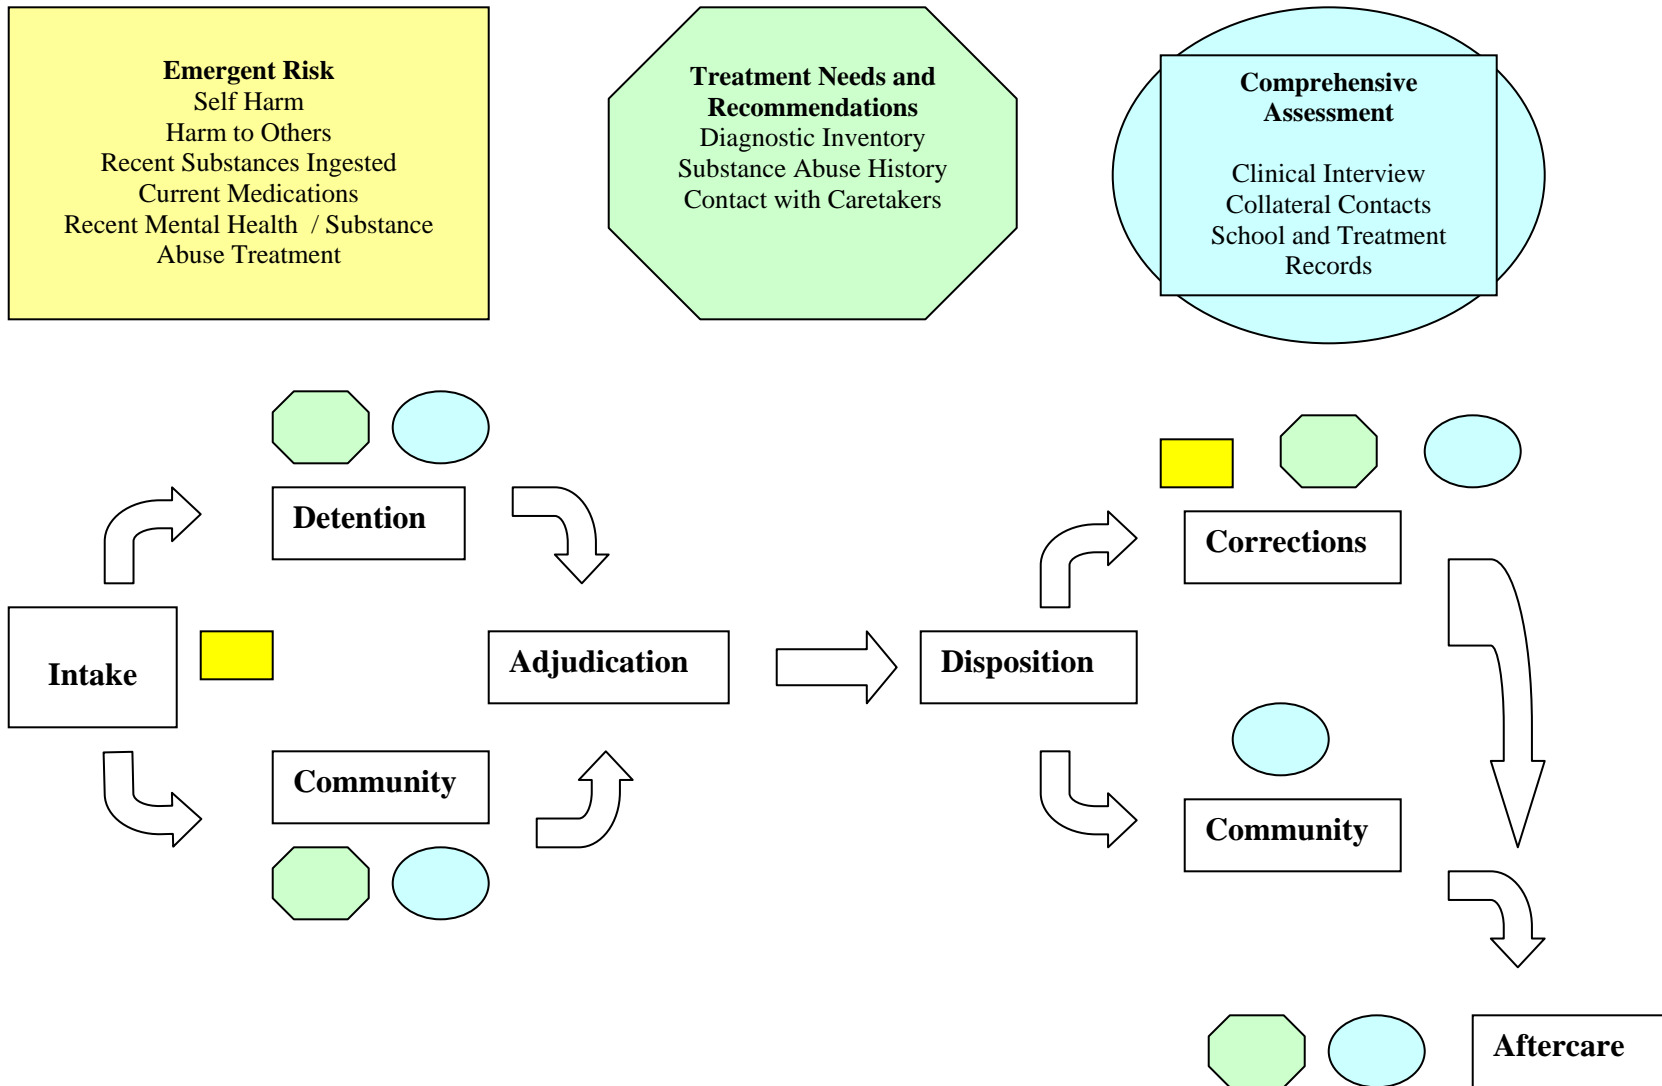 Emergent Risk
Self Harm
Harm to Others
Recent Substances Ingested
Current Medications
Recent Mental Health / Substance
Abuse Treatment
Treatment Needs and
Recommendations
Diagnostic Inventory
Substance Abuse History
Contact with Caretakers
Comprehensive
Assessment
Clinical Interview
Collateral Contacts
School and Treatment
Records
Detention
Corrections
Intake
Adjudication
Disposition
Community
Community
Aftercare